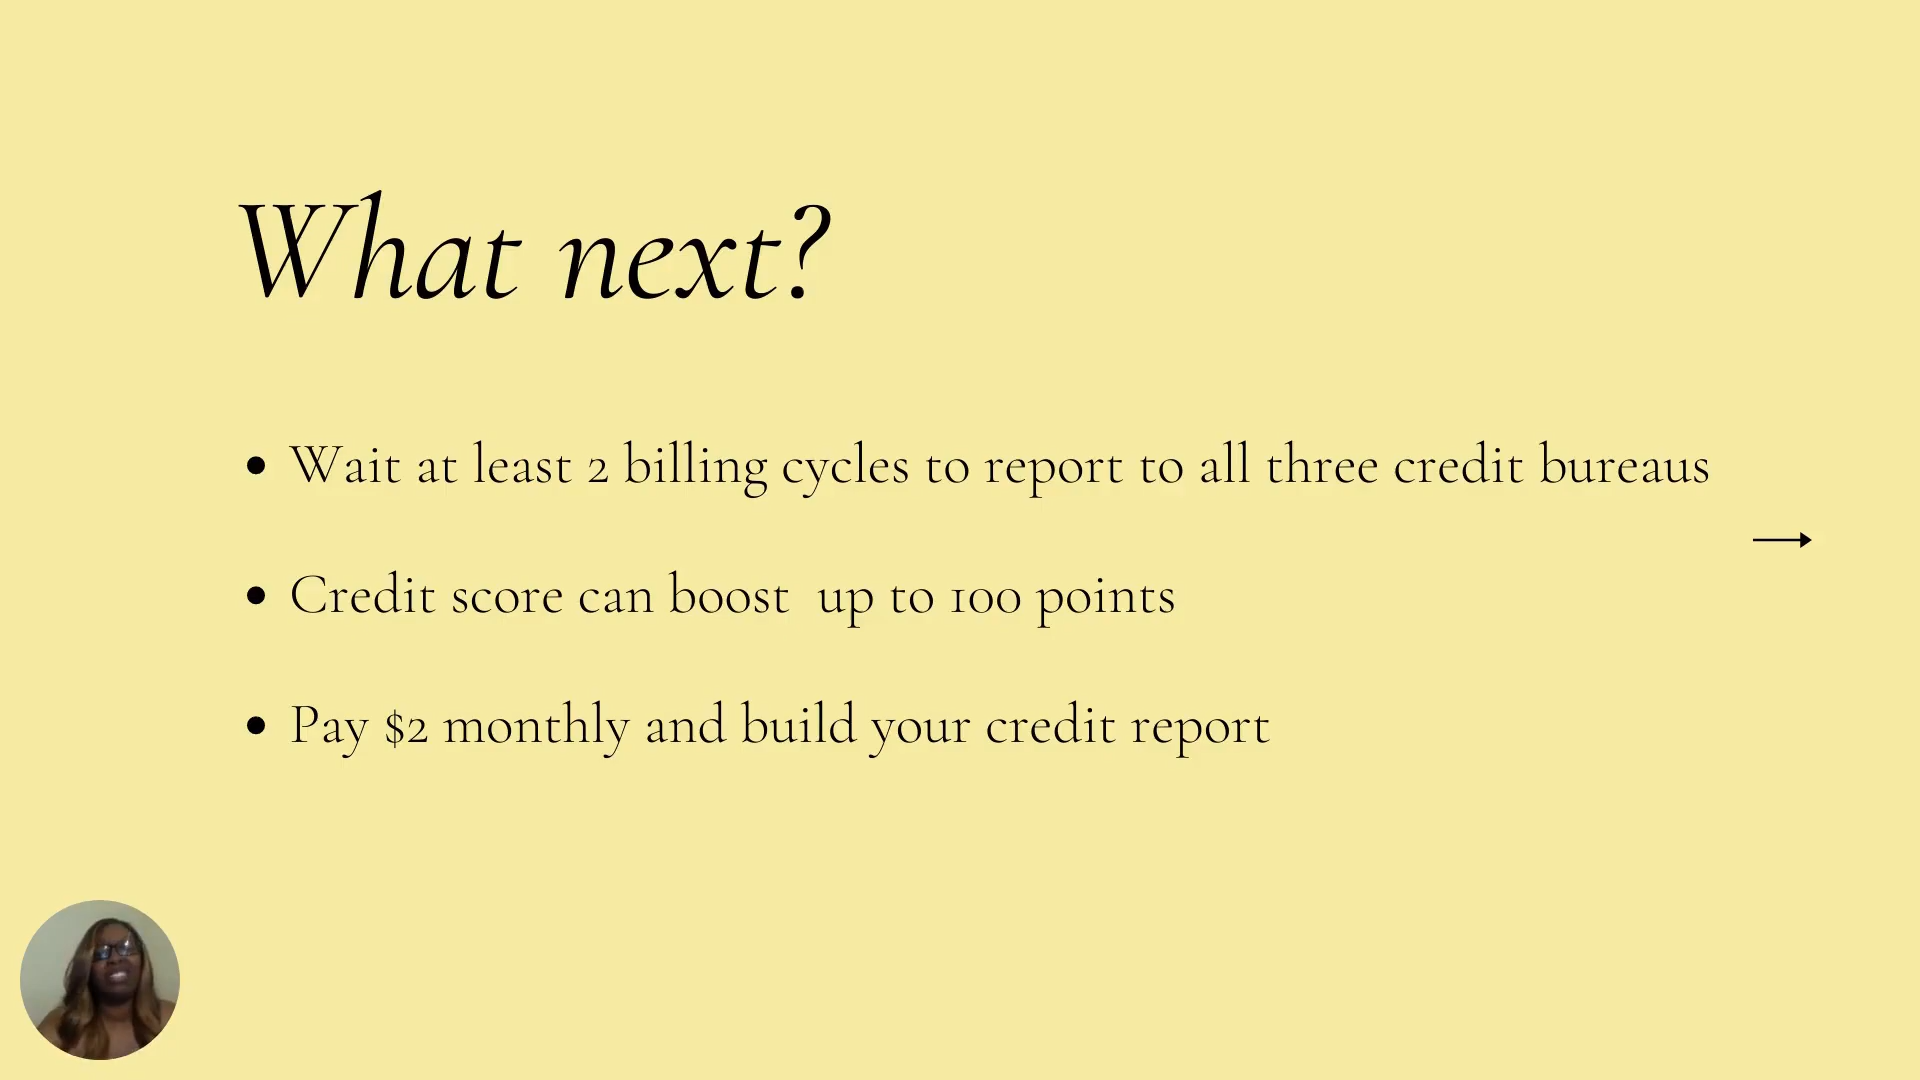 What next?
• Wait at least 2 billing cycles to report to all three credit bureaus
• Credit score can boost  up to 100 points
• Pay $2 monthly and build your credit report